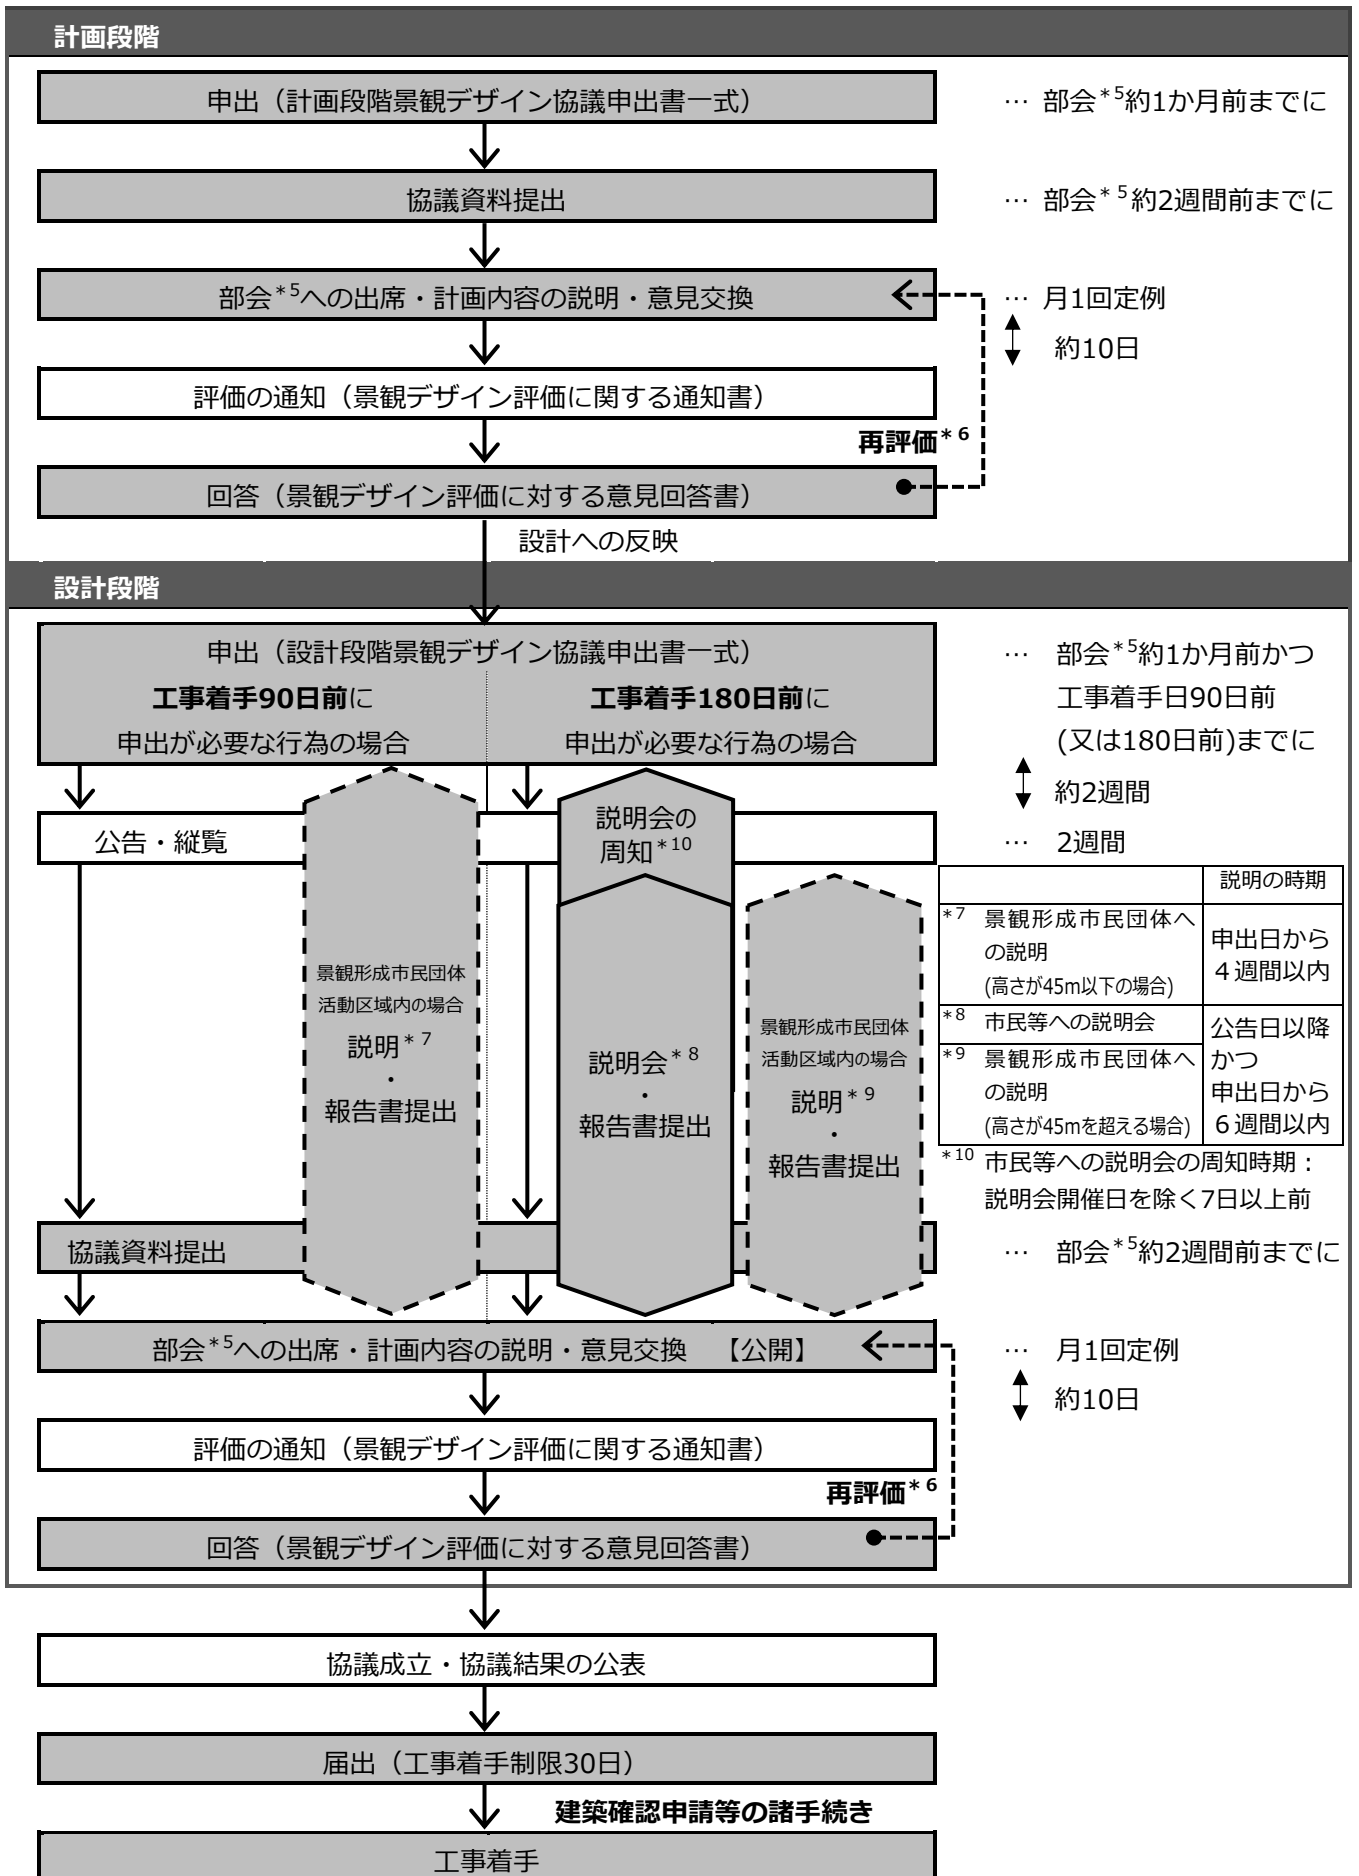 計画段階
申出（計画段階景観デザイン協議申出書一式）
… 部会*5約1か月前までに
協議資料提出
… 部会*5約2週間前までに
部会*5への出席・計画内容の説明・意見交換
… 月1回定例
約10日
評価の通知（景観デザイン評価に関する通知書）
再評価*6
回答（景観デザイン評価に対する意見回答書）
設計への反映
設計段階
申出（設計段階景観デザイン協議申出書一式）
工事着手90日前に
申出が必要な行為の場合
工事着手180日前に
申出が必要な行為の場合
… 部会*5約1か月前かつ
工事着手日90日前
(又は180日前)までに
約2週間
公告・縦覧
説明会の
周知*10
… 2週間
景観形成市民団体
活動区域内の場合
説明*7
・
報告書提出
説明会*8
・
報告書提出
景観形成市民団体
活動区域内の場合
説明*9
・
報告書提出
説明の時期
*7 景観形成市民団体へ
の説明
(高さが45m以下の場合)
申出日から
4週間以内
*8 市民等への説明会
*9 景観形成市民団体へ
の説明
(高さが45mを超える場合)
公告日以降
かつ
申出日から
6週間以内
*10 市民等への説明会の周知時期：
説明会開催日を除く7日以上前
協議資料提出
… 部会*5約2週間前までに
部会*5への出席・計画内容の説明・意見交換 【公開】
… 月1回定例
約10日
評価の通知（景観デザイン評価に関する通知書）
再評価*6
回答（景観デザイン評価に対する意見回答書）
協議成立・協議結果の公表
届出（工事着手制限30日）
建築確認申請等の諸手続き
工事着手